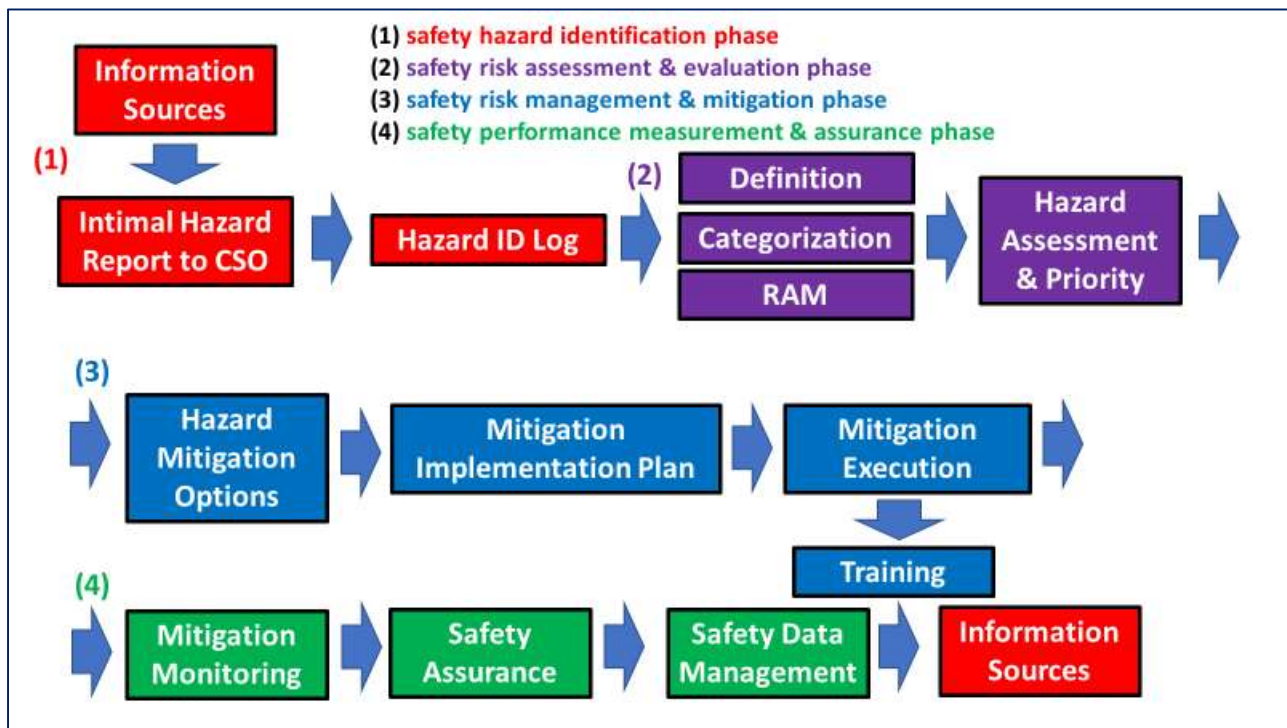 (1) safety hazard identification phase
(2) safety risk assessment & evaluation phase
(3) safety risk management & mitigation phase
(4) safety performance measurement & assurance phase
Information
Sources
(1)
Intimal Hazard
Report to CSO
Hazard ID Log
(2)
Definition
Categorization
RAM
Hazard
Assessment
& Priority
(3)
Hazard
Mitigation
Options
Mitigation
Implementation Plan
Mitigation
Execution
Training
(4)
Mitigation
Monitoring
Safety
Assurance
Safety Data
Management
Information
Sources